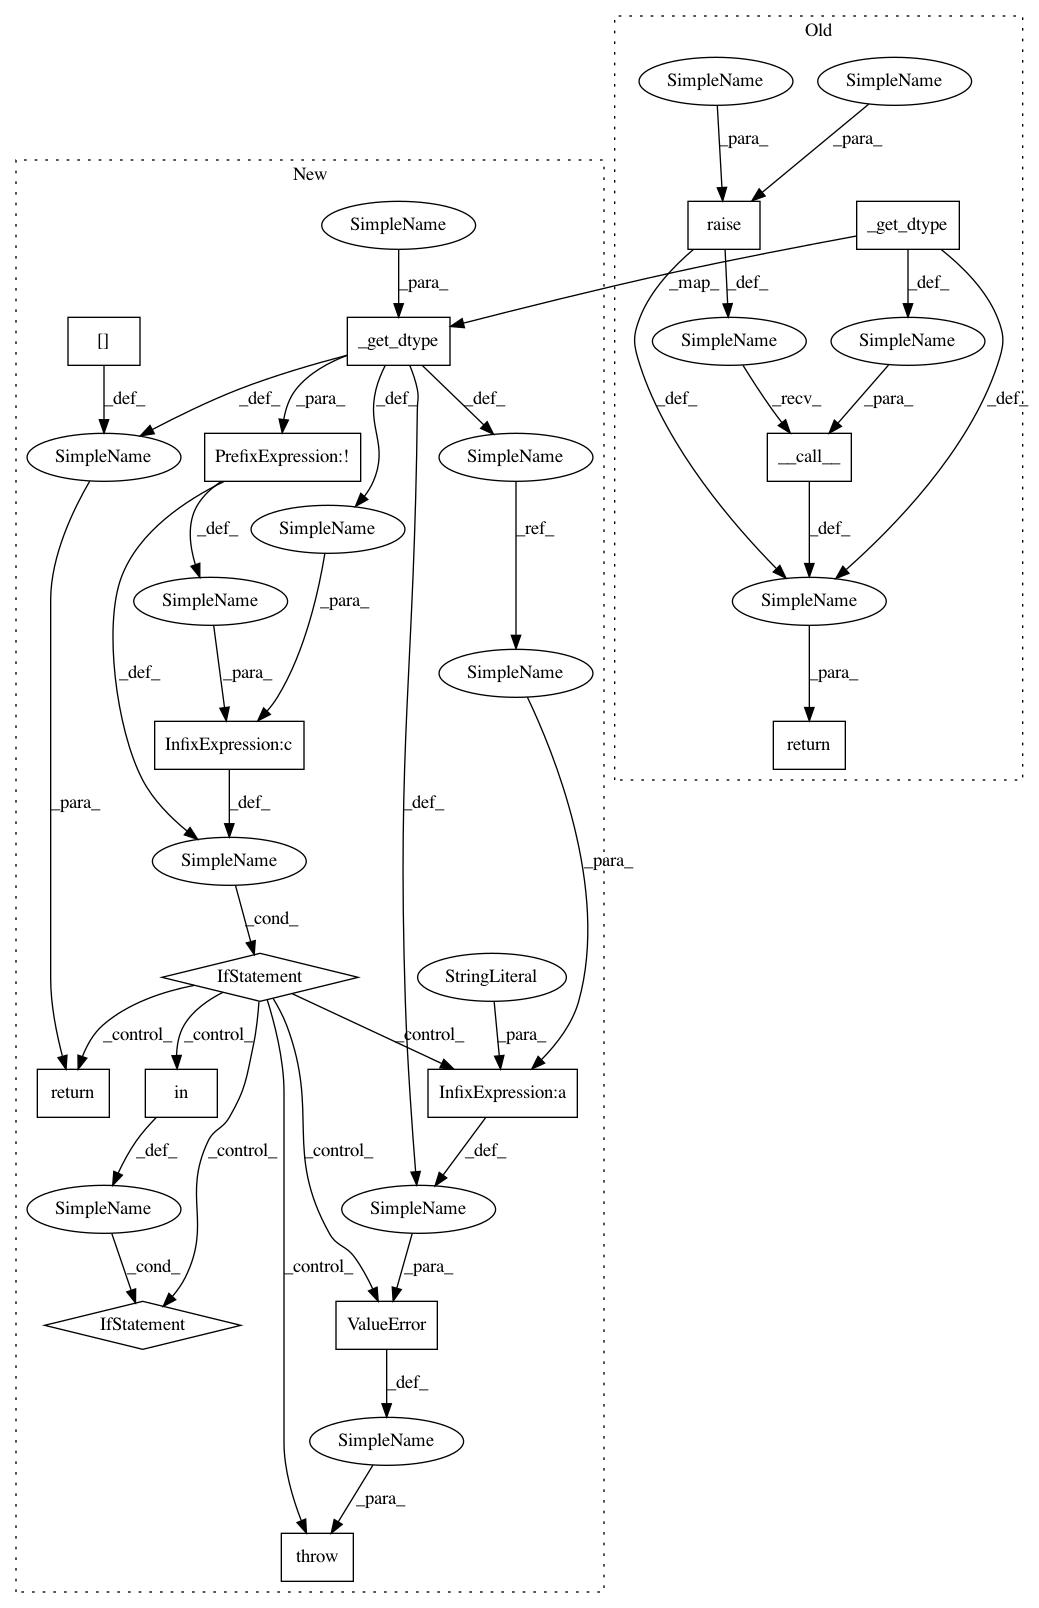 Old
SimpleName
SimpleName
_para_
_para_
New
SimpleName
raise
_get_dtype
_para_
_map_
_def_
_def_
[]
_get_dtype
SimpleName
SimpleName
_def_
_def_
_para_
_def_
_def_
_def_
_recv_
_para_
_def_
SimpleName
PrefixExpression:!
SimpleName
__call__
_def_
SimpleName
_ref_
_def_
SimpleName
_para_
SimpleName
_def_
_para_
SimpleName
_para_
InfixExpression:c
return
_para_
_def_
_def_
SimpleName
_para_
_cond_
IfStatement
StringLiteral
_control_
_control_
_control_
_para_
return
in
InfixExpression:a
_def_
_control_
_control_
_def_
SimpleName
SimpleName
_cond_
_control_
_para_
IfStatement
ValueError
_def_
SimpleName
_para_
throw